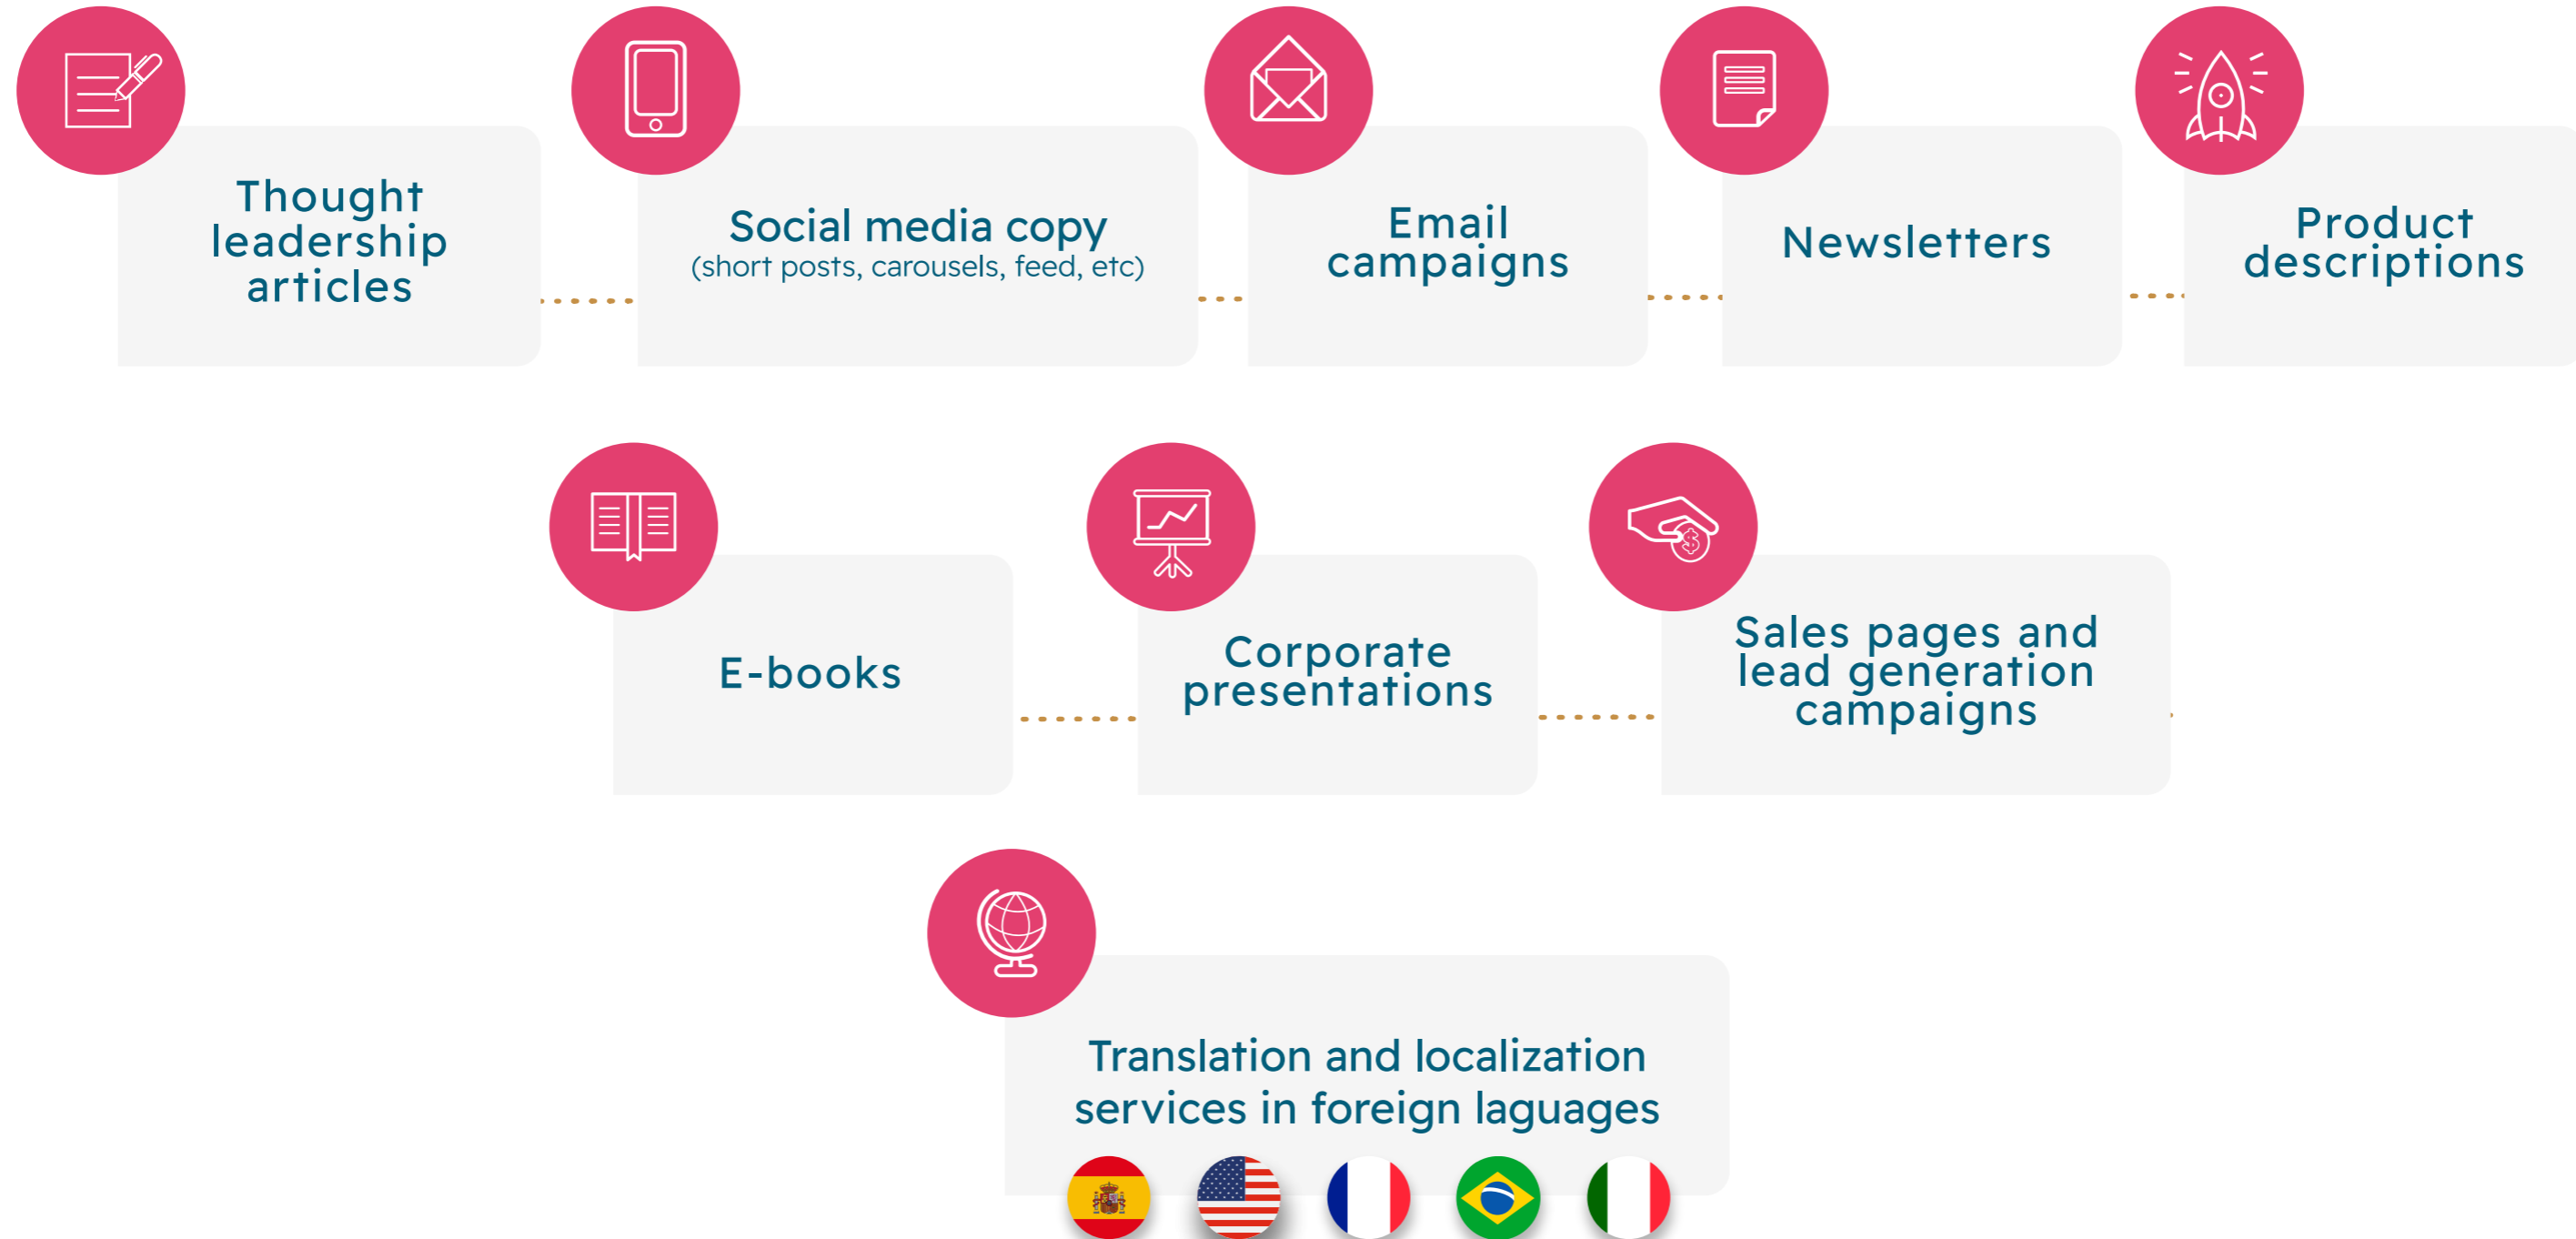 Thought
leadership
articles
Social media copy
(short posts, carousels, feed, etc)
Email
campaigns
Newsletters
Product
descriptions
E-books
Corporate
presentations
Sales pages and
lead generation
campaigns
Translation and localization
services in foreign laguages